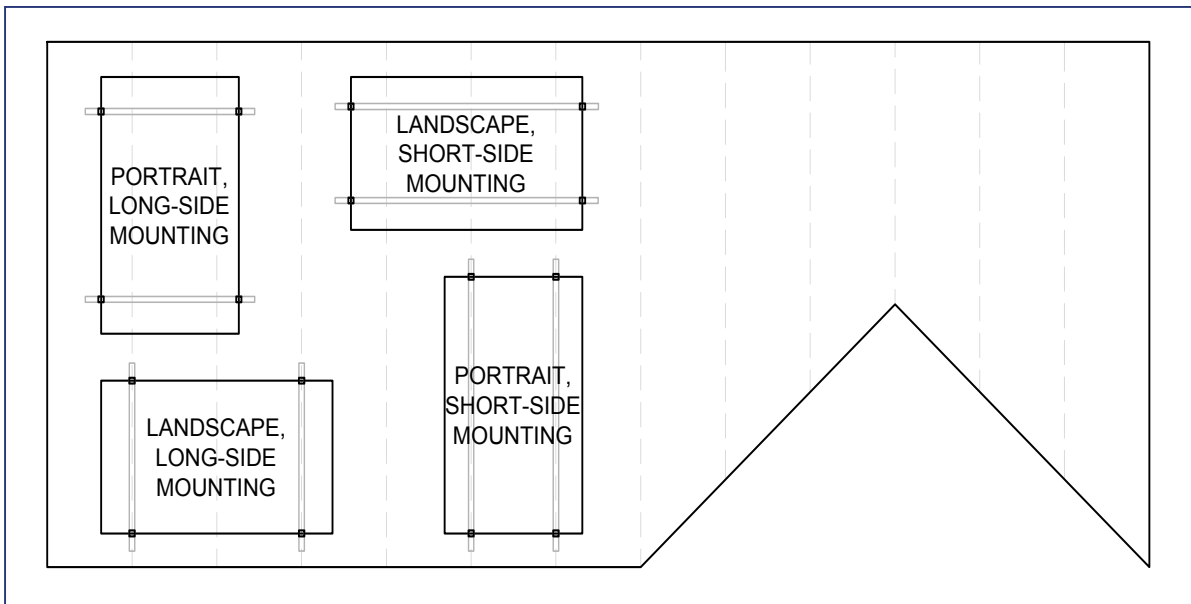 PORTRAIT,
LONG-SIDE
MOUNTING
LANDSCAPE,
SHORT-SIDE
MOUNTING
LANDSCAPE,
LONG-SIDE
MOUNTING
PORTRAIT,
SHORT-SIDE
MOUNTING